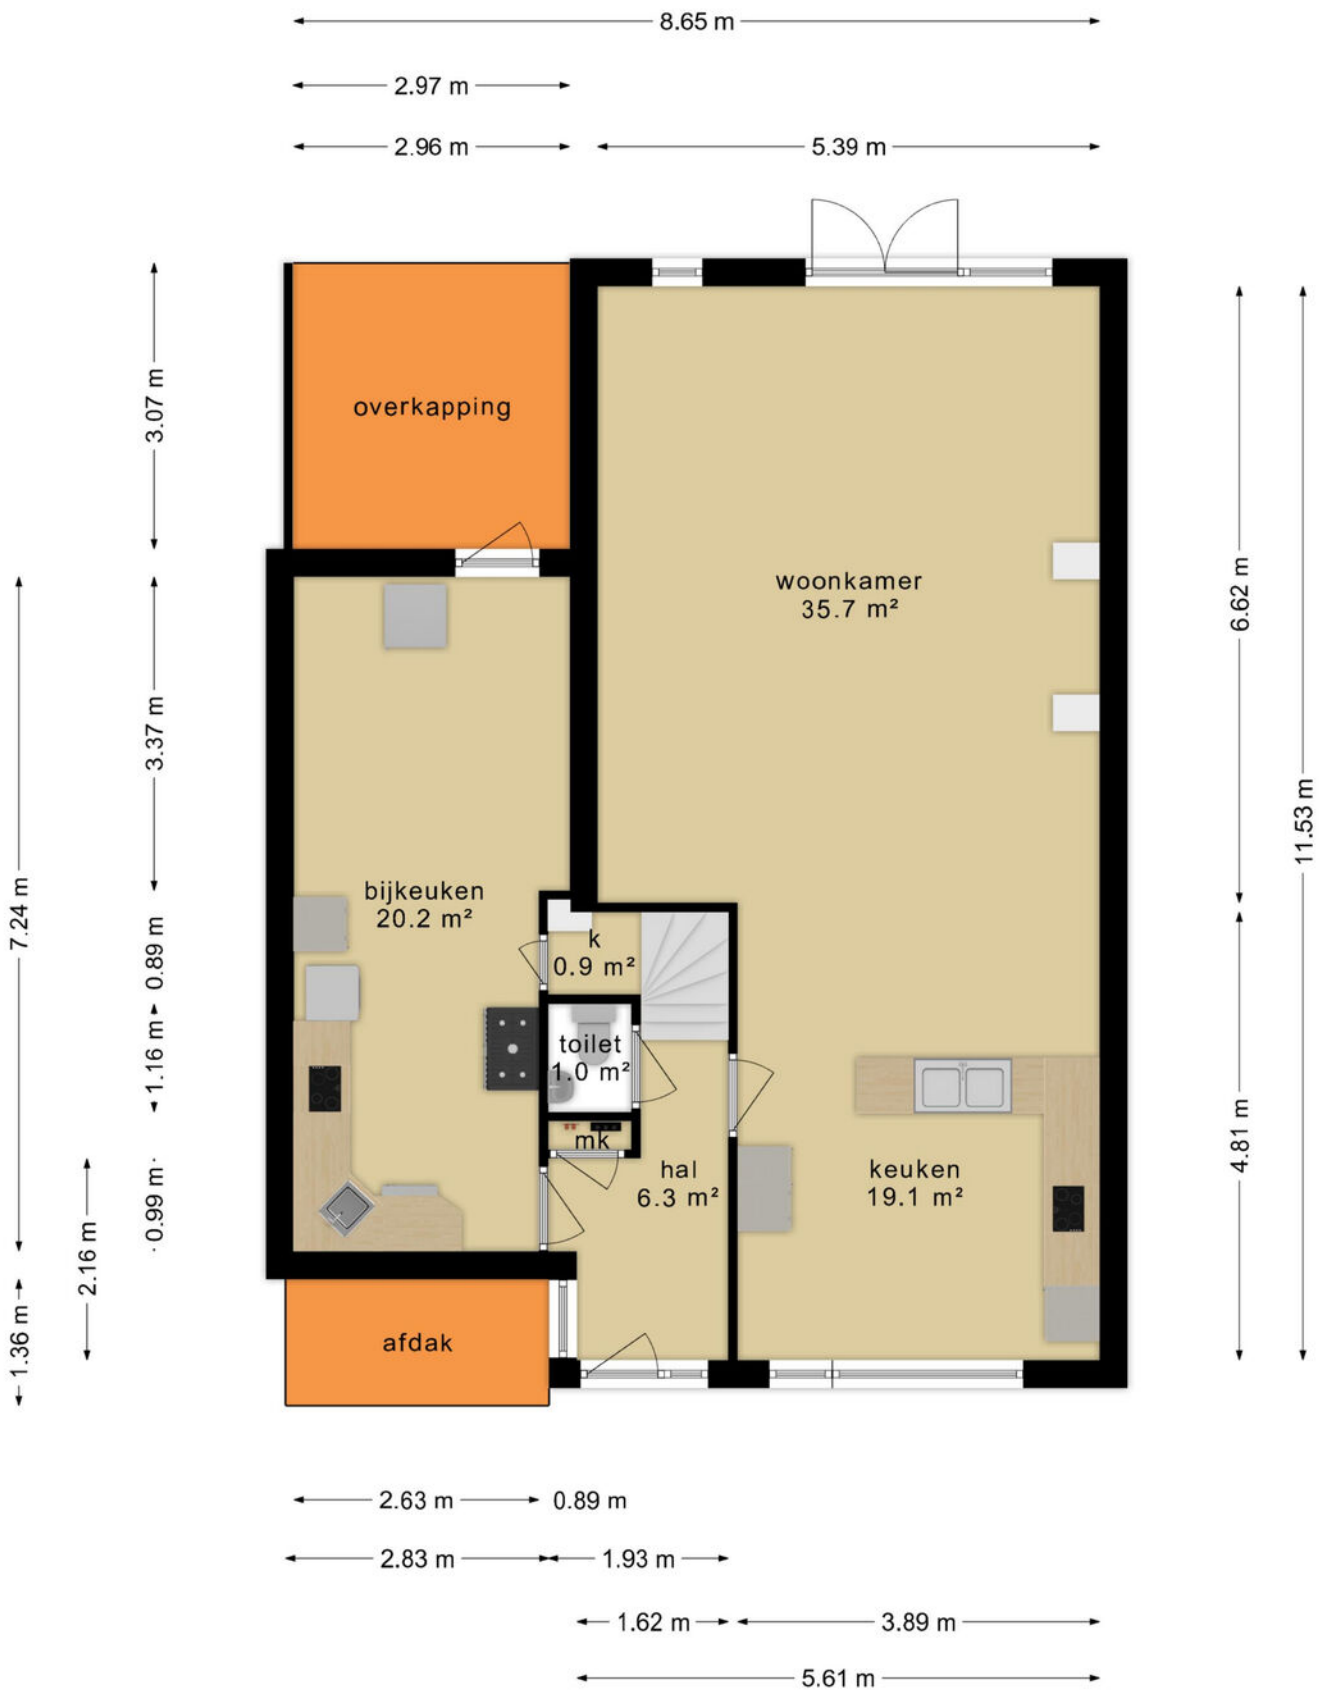 8.65 m
2.97 m
2.96 m
5.39 m
3.07 m
overkapping
woonkamer
35.7 m²
6.62 m
11.53 m
3.37 m
7.24 m
bijkeuken
20.2 m²
0.89 m
k
0.9 m²
1.16 m
toilet
1.0 m²
mk
hal
6.3 m²
keuken
19.1 m²
4.81 m
0.99 m
2.16 m
1.36 m
afdak
2.63 m
0.89 m
2.83 m
1.93 m
1.62 m
3.89 m
5.61 m